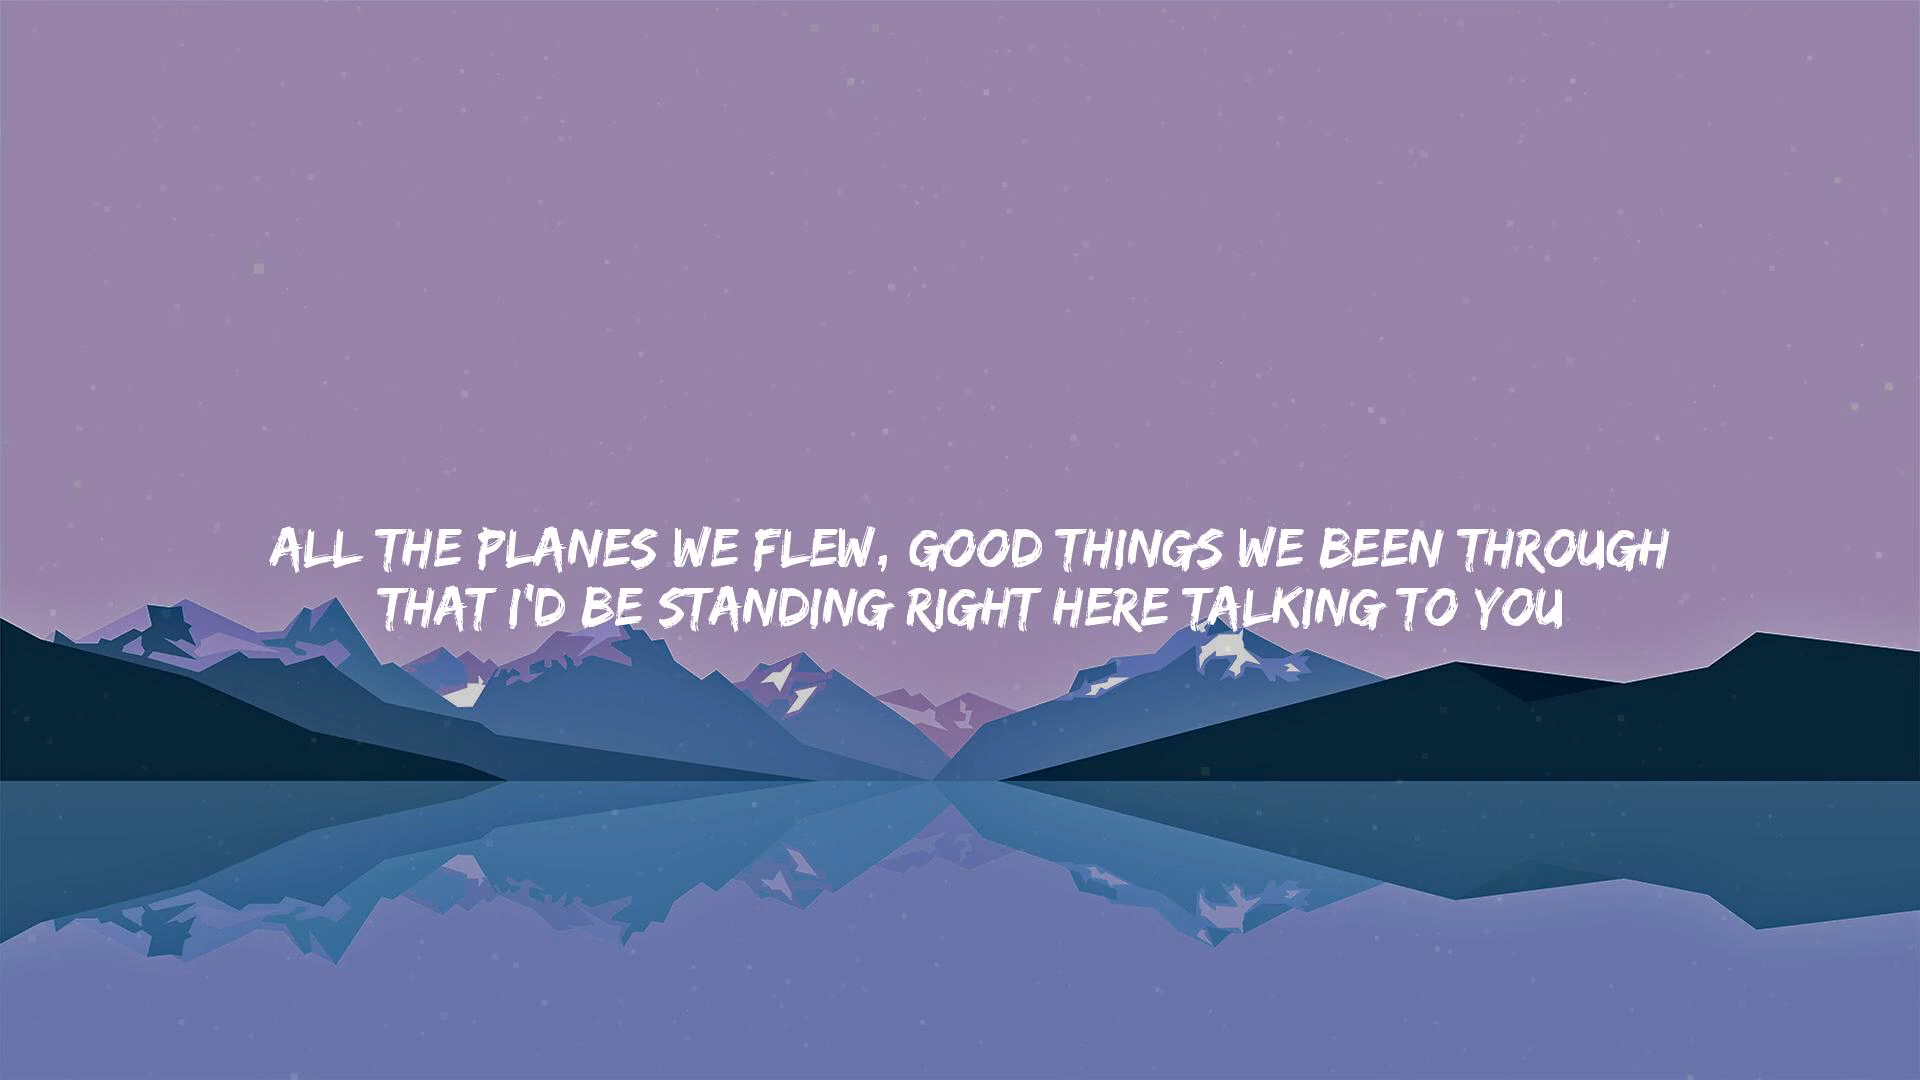 ALL THE PLANES WE FLEW, GOOD THINGS WE BEEN THROUGH
THAT I'D BE STANDING RIGHT HERE TALKING TO YOU